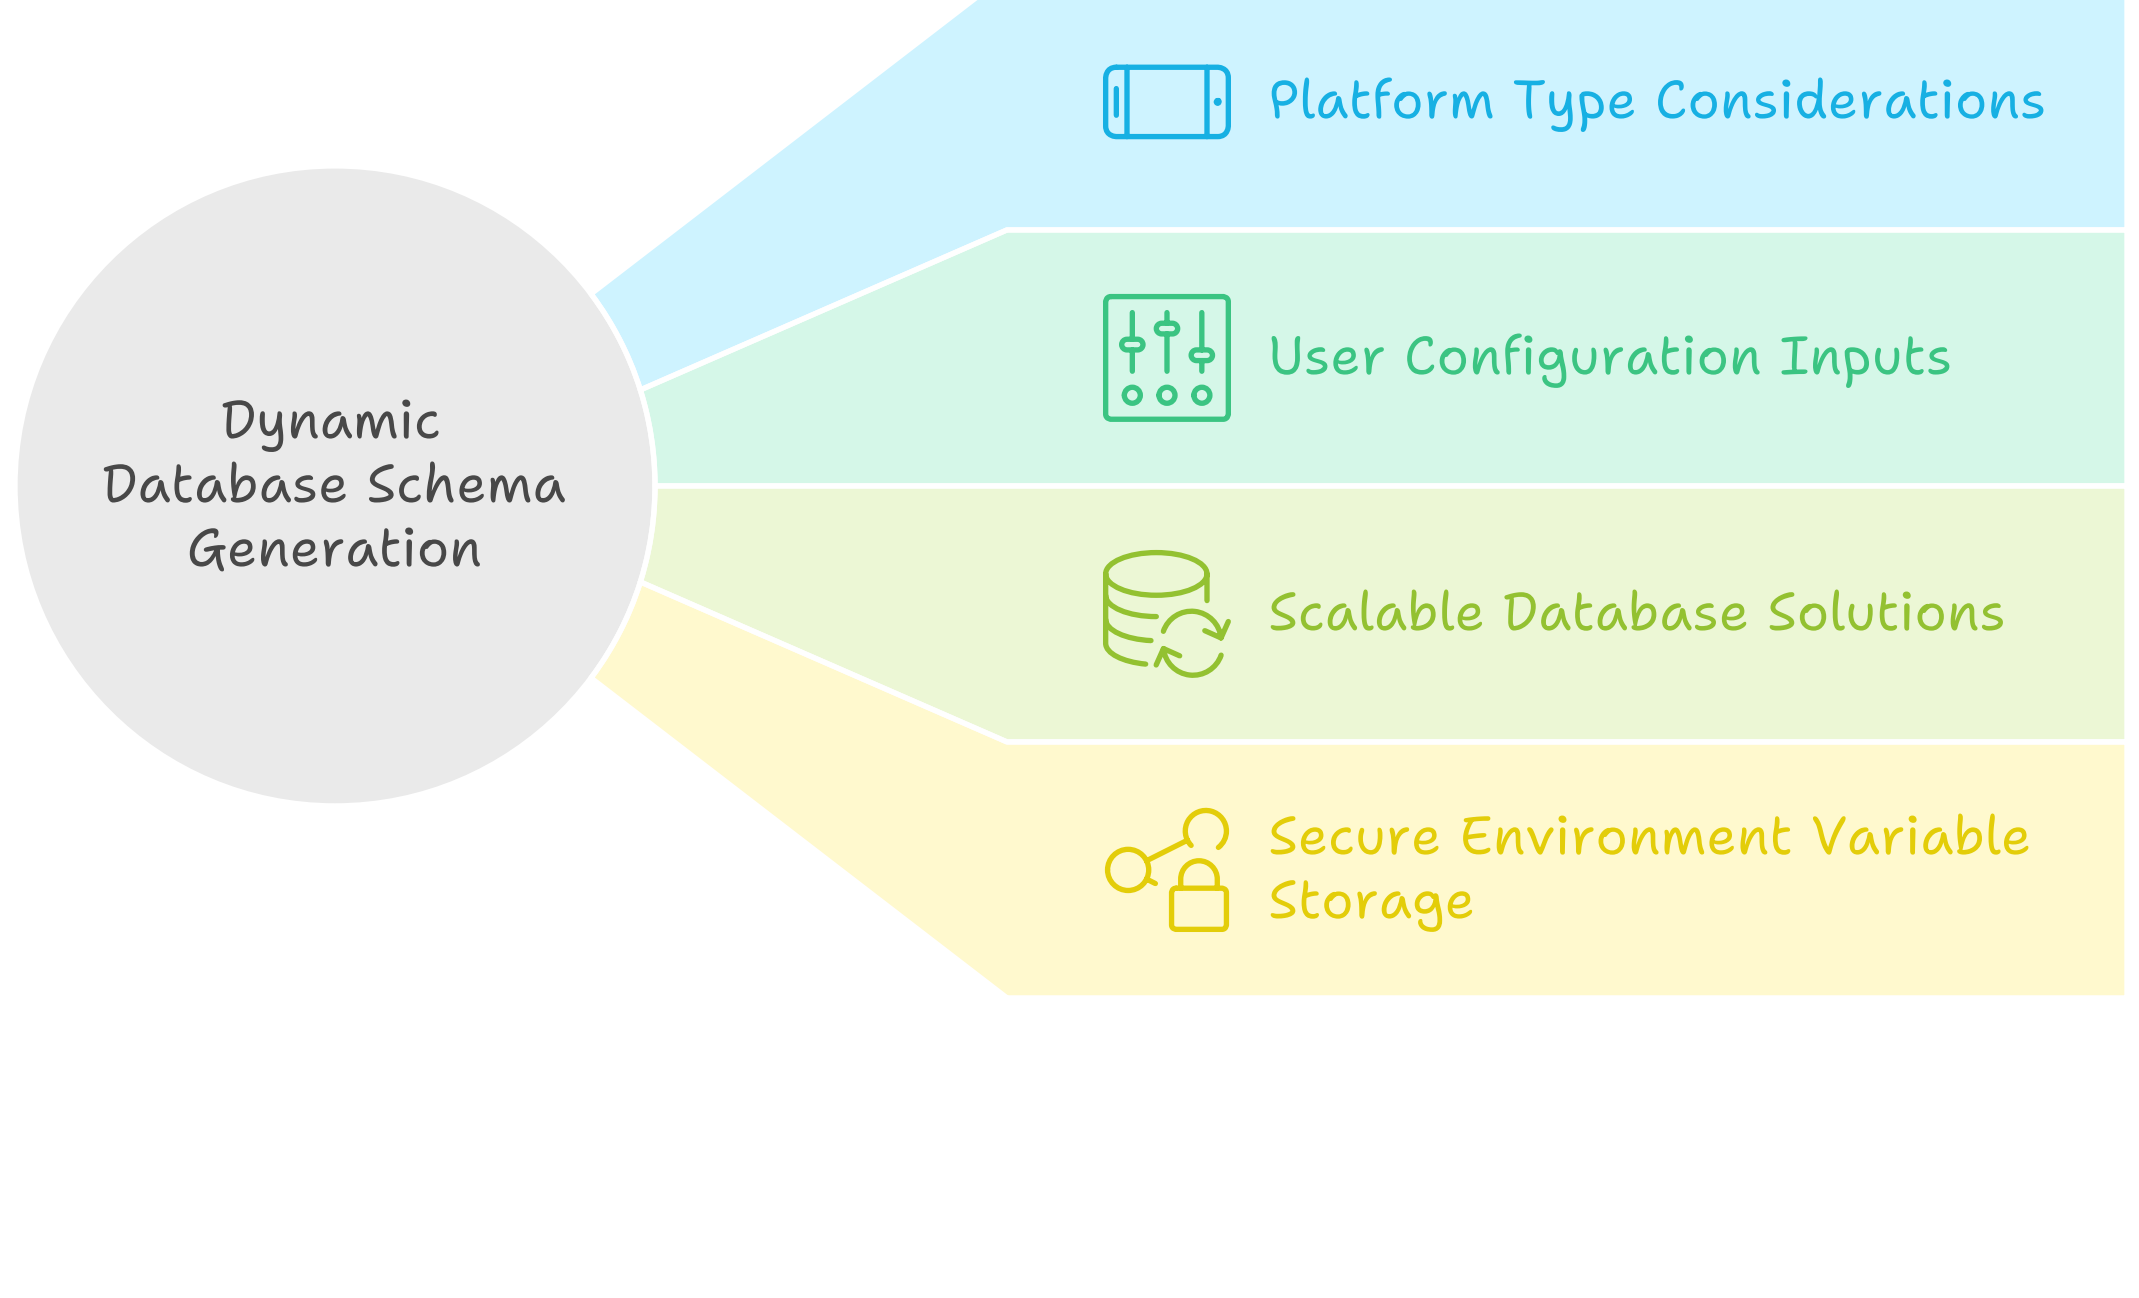 Dynamic
Database Schema
Generation
Platform Type Considerations
User Configuration Inputs
Scalable Database Solutions
Secure Environment Variable
Storage